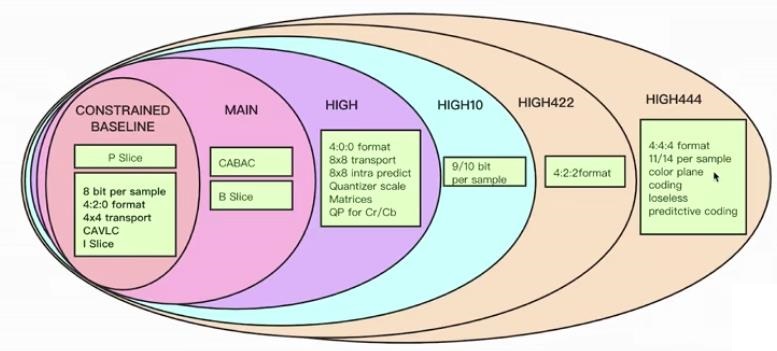 CONSTRAINED
BASELINE
P Slice
8 bit per sample
4:2:0 format
4x4 transport
CAVLC
I Slice
MAIN
CABAC
B Slice
HIGH
4:0:0 format
8x8 transport
8x8 intra predict
Quantizer scale
Matrices
QP for Cr/Cb
HIGH10
9/10 bit
per sample
HIGH422
4:2:2format
HIGH444
4:4:4 format
11/14 per sample
color plane
coding
loseless
preditctive coding